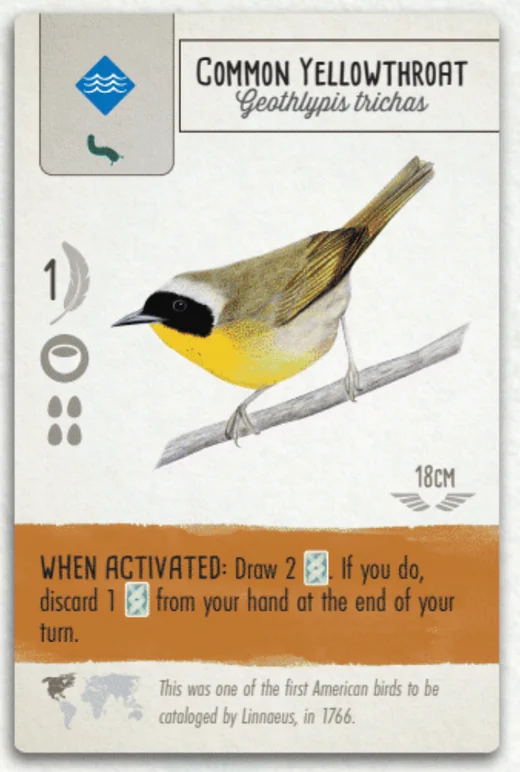 COMMON YELLOWTHROAT
Geothlypis trichas
1
18CM
WHEN ACTIVATED: Draw 2 . If you do,
discard 1 from your hand at the end of your
turn.
This was one of the first American birds to be
cataloged by Linnaeus, in 1766.